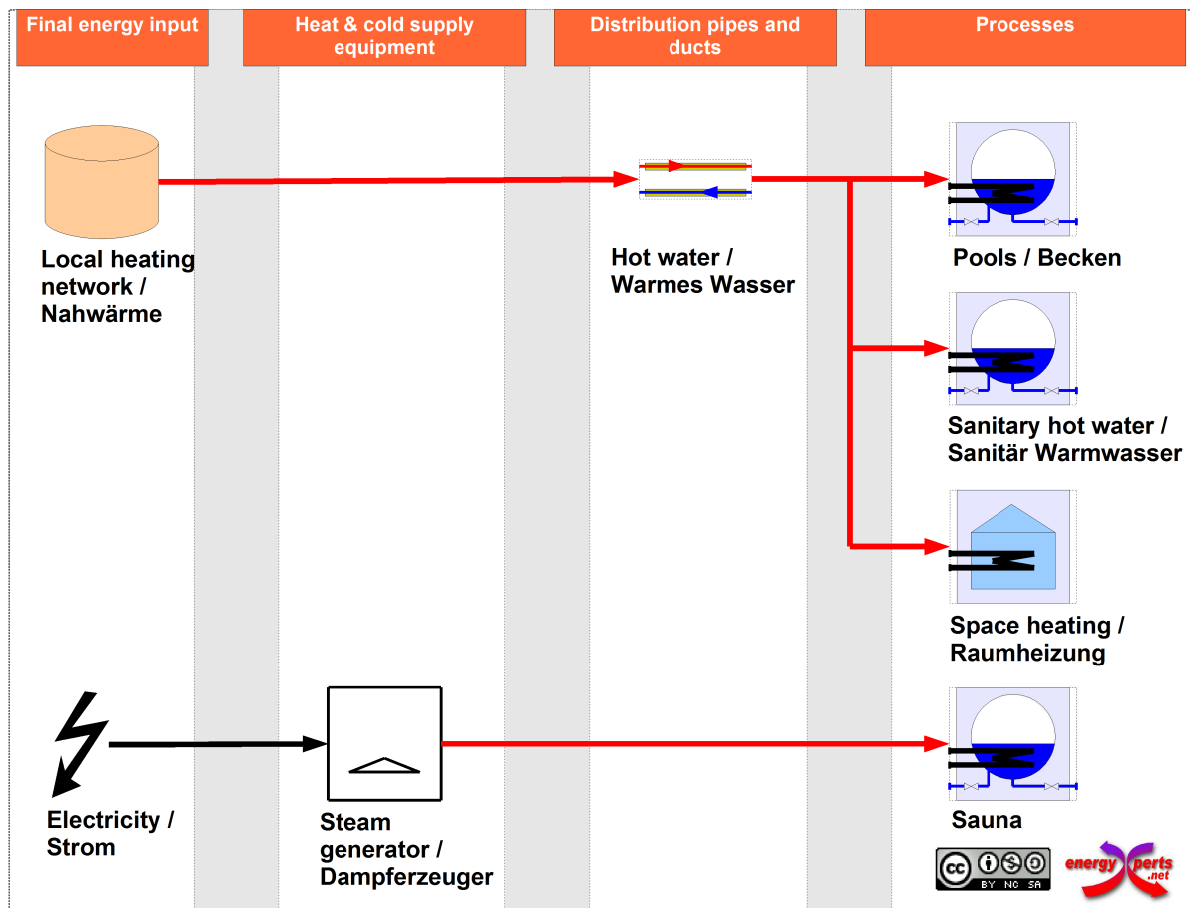 Final energy input
Heat & cold supply
equipment
Distribution pipes and
ducts
Processes
Local heating
network /
Nahwärme
Hot water /
Warmes Wasser
Pools / Becken
Sanitary hot water /
Sanitär Warmwasser
Space heating /
Raumheizung
Electricity /
Strom
Steam
generator /
Dampferzeuger
Sauna
cc
BY NC SA
energyXperts
.net